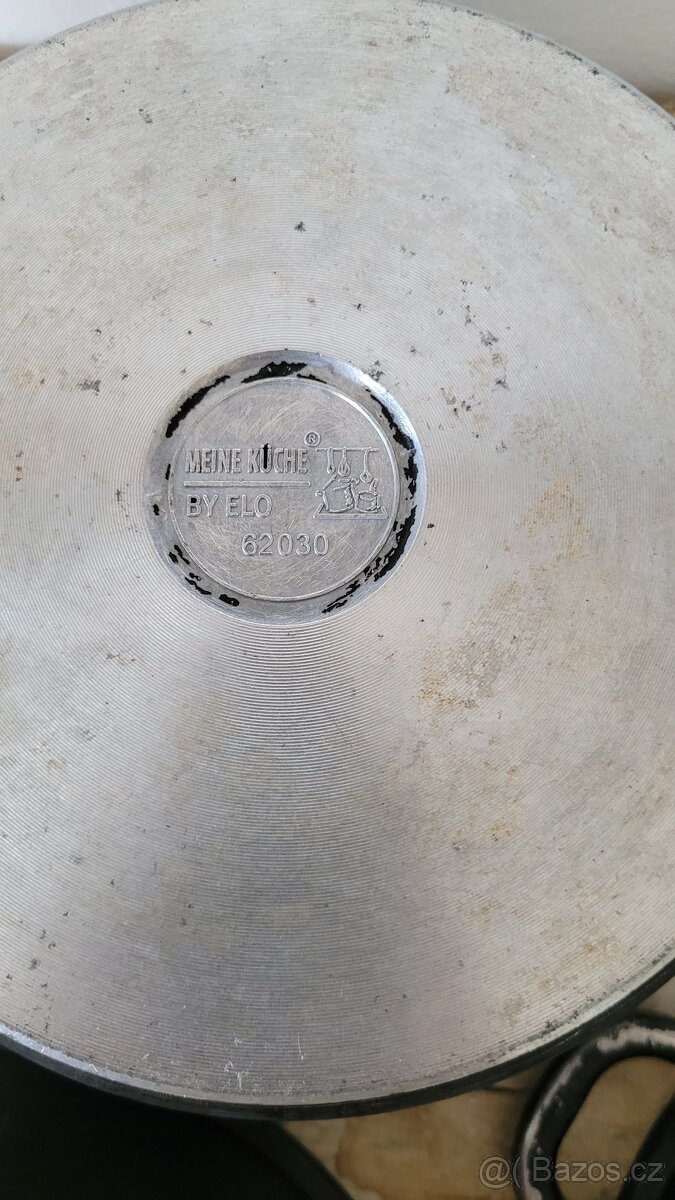 MEINE KÜCHE ®
BY ELO
62030
@( Bazos.cz